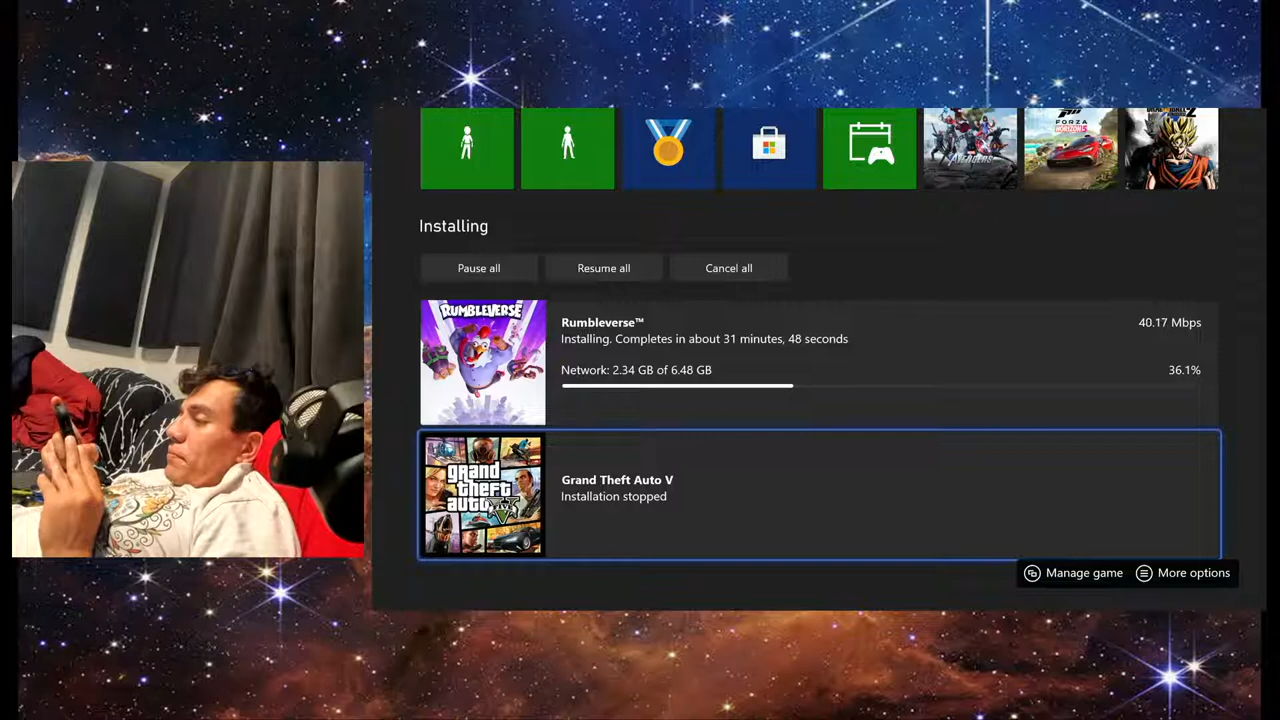 AVENGERS
FORZA
HORIZON 5
2
Installing
Pause all
Resume all
Cancel all
RUMBLEVERSE
Rumbleverse™
40.17 Mbps
Installing. Completes in about 31 minutes, 48 seconds
Network: 2.34 GB of 6.48 GB
36.1%
grand
theft
auto
V
Grand Theft Auto V
Installation stopped
Manage game
More options